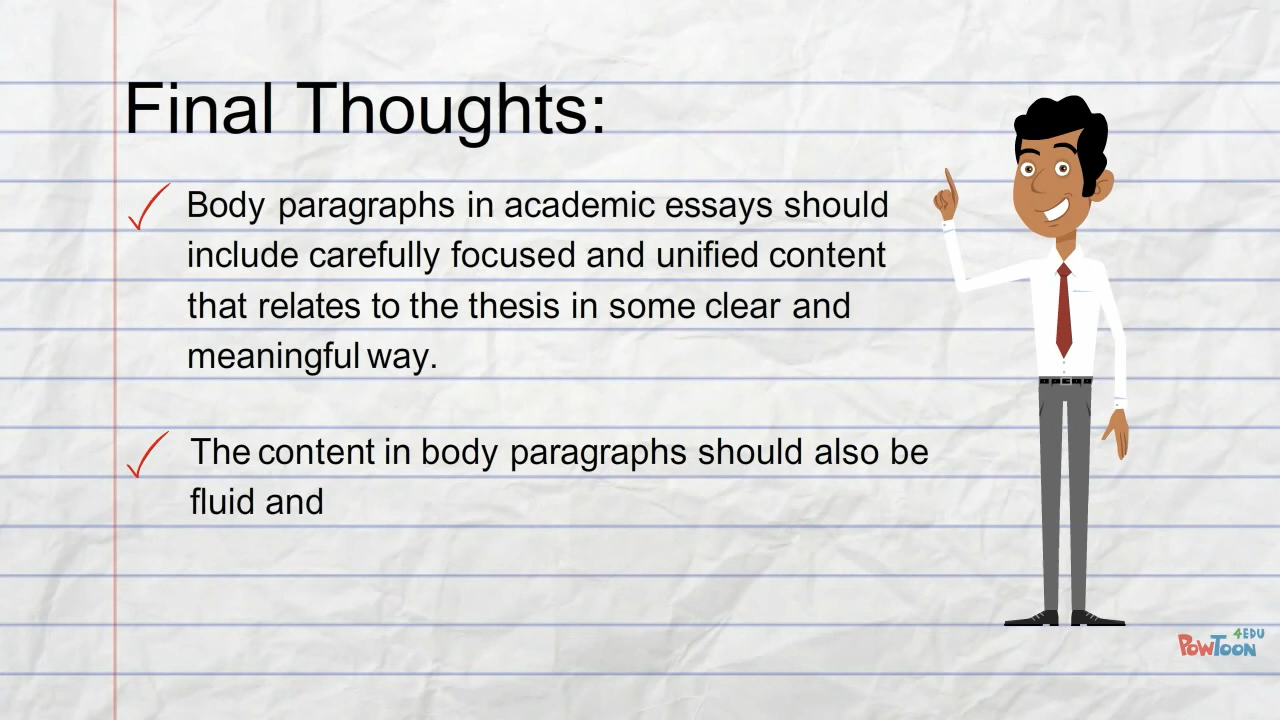 Final Thoughts:
Body paragraphs in academic essays should
include carefully focused and unified content
that relates to the thesis in some clear and
meaningful way.
The content in body paragraphs should also be
fluid and
4EDU
POWTOON